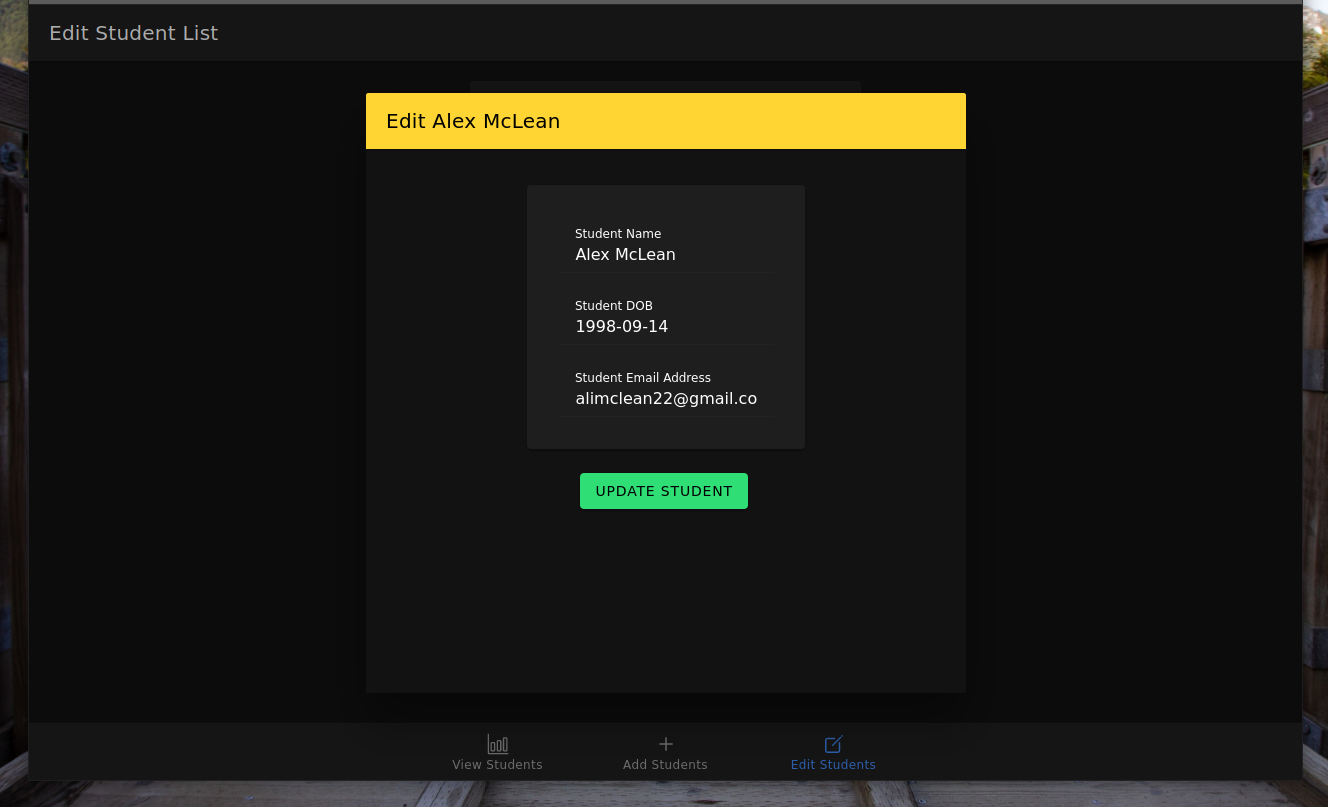 Edit Student List
Edit Alex McLean
Student Name
Alex McLean
Student DOB
1998-09-14
Student Email Address
alimclean22@gmail.co
UPDATE STUDENT
View Students
Add Students
Edit Students